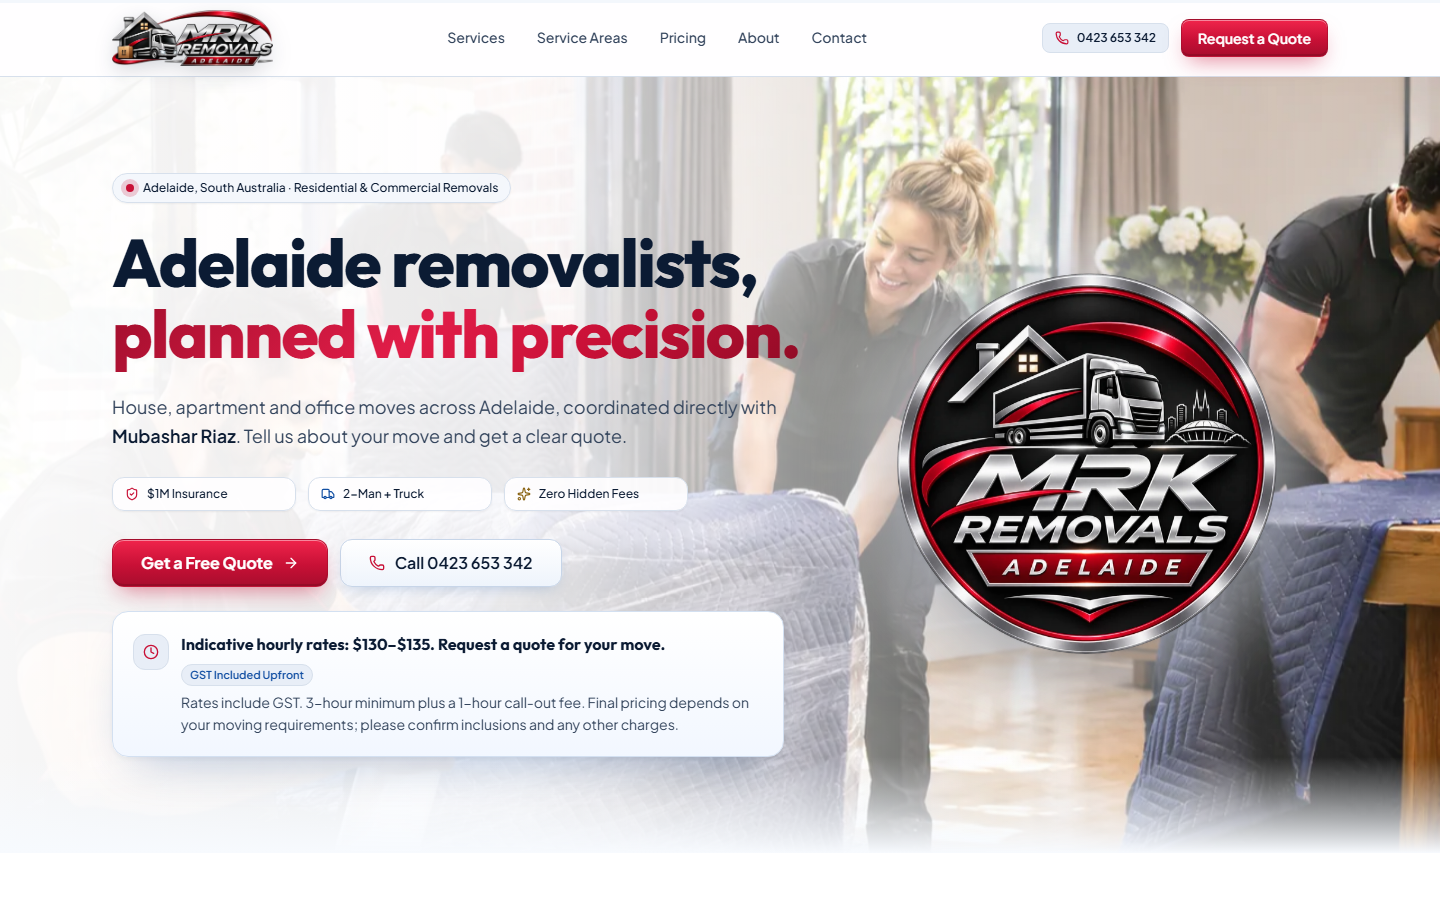 MRK
REMOVALS
ADELAIDE
Services
Service Areas
Pricing
About
Contact
0423 653 342
Request a Quote
Adelaide, South Australia · Residential & Commercial Removals
Adelaide removalists,
planned with precision.
House, apartment and office moves across Adelaide, coordinated directly with
Mubashar Riaz. Tell us about your move and get a clear quote.
$1M Insurance
2-Man + Truck
Zero Hidden Fees
Get a Free Quote
Call 0423 653 342
Indicative hourly rates: $130–$135. Request a quote for your move.
GST Included Upfront
Rates include GST. 3-hour minimum plus a 1-hour call-out fee. Final pricing depends on
your moving requirements; please confirm inclusions and any other charges.
MRK
REMOVALS
ADELAIDE